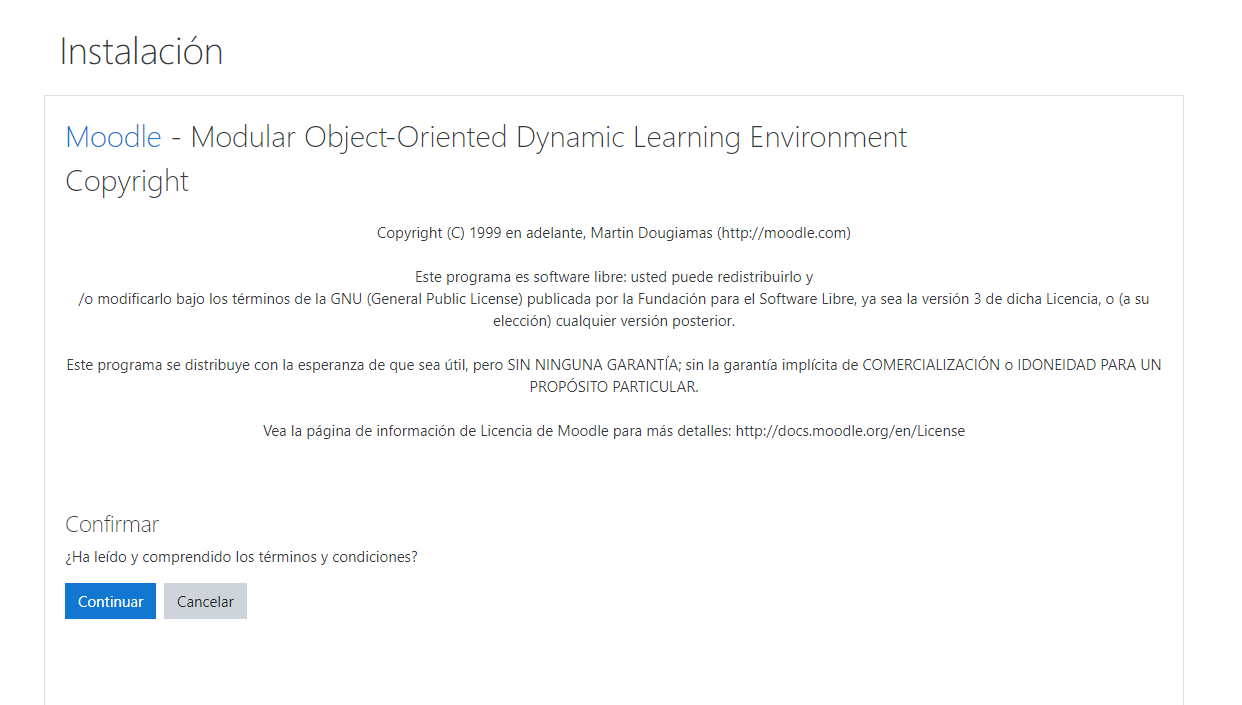 Instalación
Moodle - Modular Object-Oriented Dynamic Learning Environment
Copyright
Copyright (C) 1999 en adelante, Martin Dougiamas (http://moodle.com)
Este programa es software libre: usted puede redistribuirlo y
/o modificarlo bajo los términos de la GNU (General Public License) publicada por la Fundación para el Software Libre, ya sea la versión 3 de dicha Licencia, o (a su
elección) cualquier versión posterior.
Este programa se distribuye con la esperanza de que sea útil, pero SIN NINGUNA GARANTÍA; sin la garantía implícita de COMERCIALIZACIÓN o IDONEIDAD PARA UN
PROPÓSITO PARTICULAR.
Vea la página de información de Licencia de Moodle para más detalles: http://docs.moodle.org/en/License
Confirmar
¿Ha leído y comprendido los términos y condiciones?
Continuar Cancelar